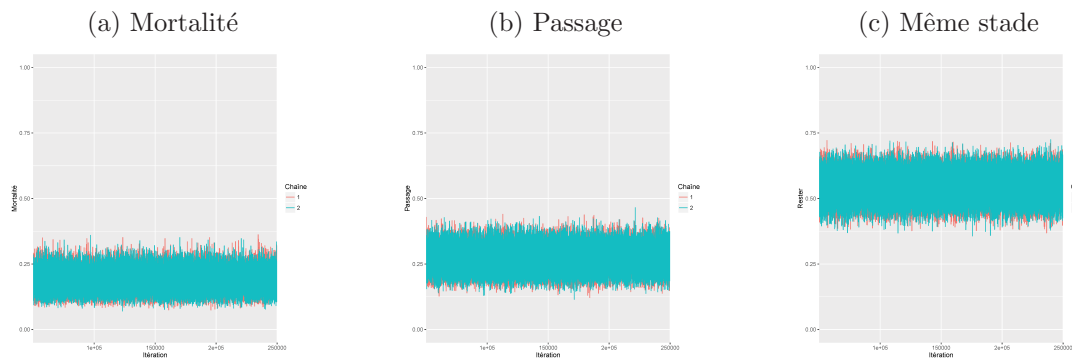 (a) Mortalité
(b) Passage
(c) Même stade
1.00
0.75
0.50
0.25
0.00
Mortalité
1e+05
150000
2e+05
250000
Itération
Chaîne
1
2
1.00
0.75
0.50
0.25
0.00
Passage
1e+05
150000
2e+05
250000
Itération
Chaîne
1
2
1.00
0.75
0.50
0.25
0.00
Rester
1e+05
150000
2e+05
250000
Itération